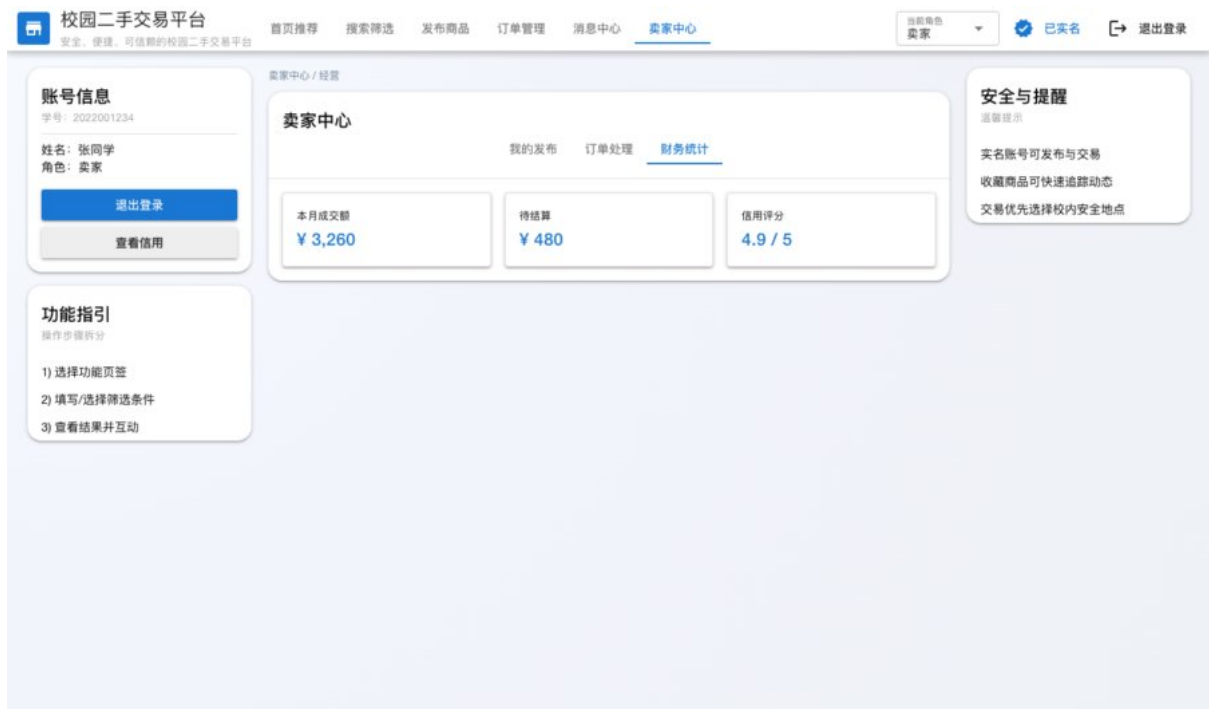 校园二手交易平台
安全、便捷、可信赖的校园二手交易平台
首页推荐
搜索筛选
发布商品
订单管理
消息中心
卖家中心
当前角色
卖家
已实名
退出登录
账号信息
学号: 2022001234
姓名: 张同学
角色: 卖家
退出登录
查看信用
功能指引
操作步骤拆分
1) 选择功能页签
2) 填写/选择筛选条件
3) 查看结果并互动
卖家中心 / 经营
卖家中心
我的发布
订单处理
财务统计
本月成交额
¥ 3,260
待结算
¥ 480
信用评分
4.9 / 5
安全与提醒
温馨提示
实名账号可发布与交易
收藏商品可快速追踪动态
交易优先选择校内安全地点